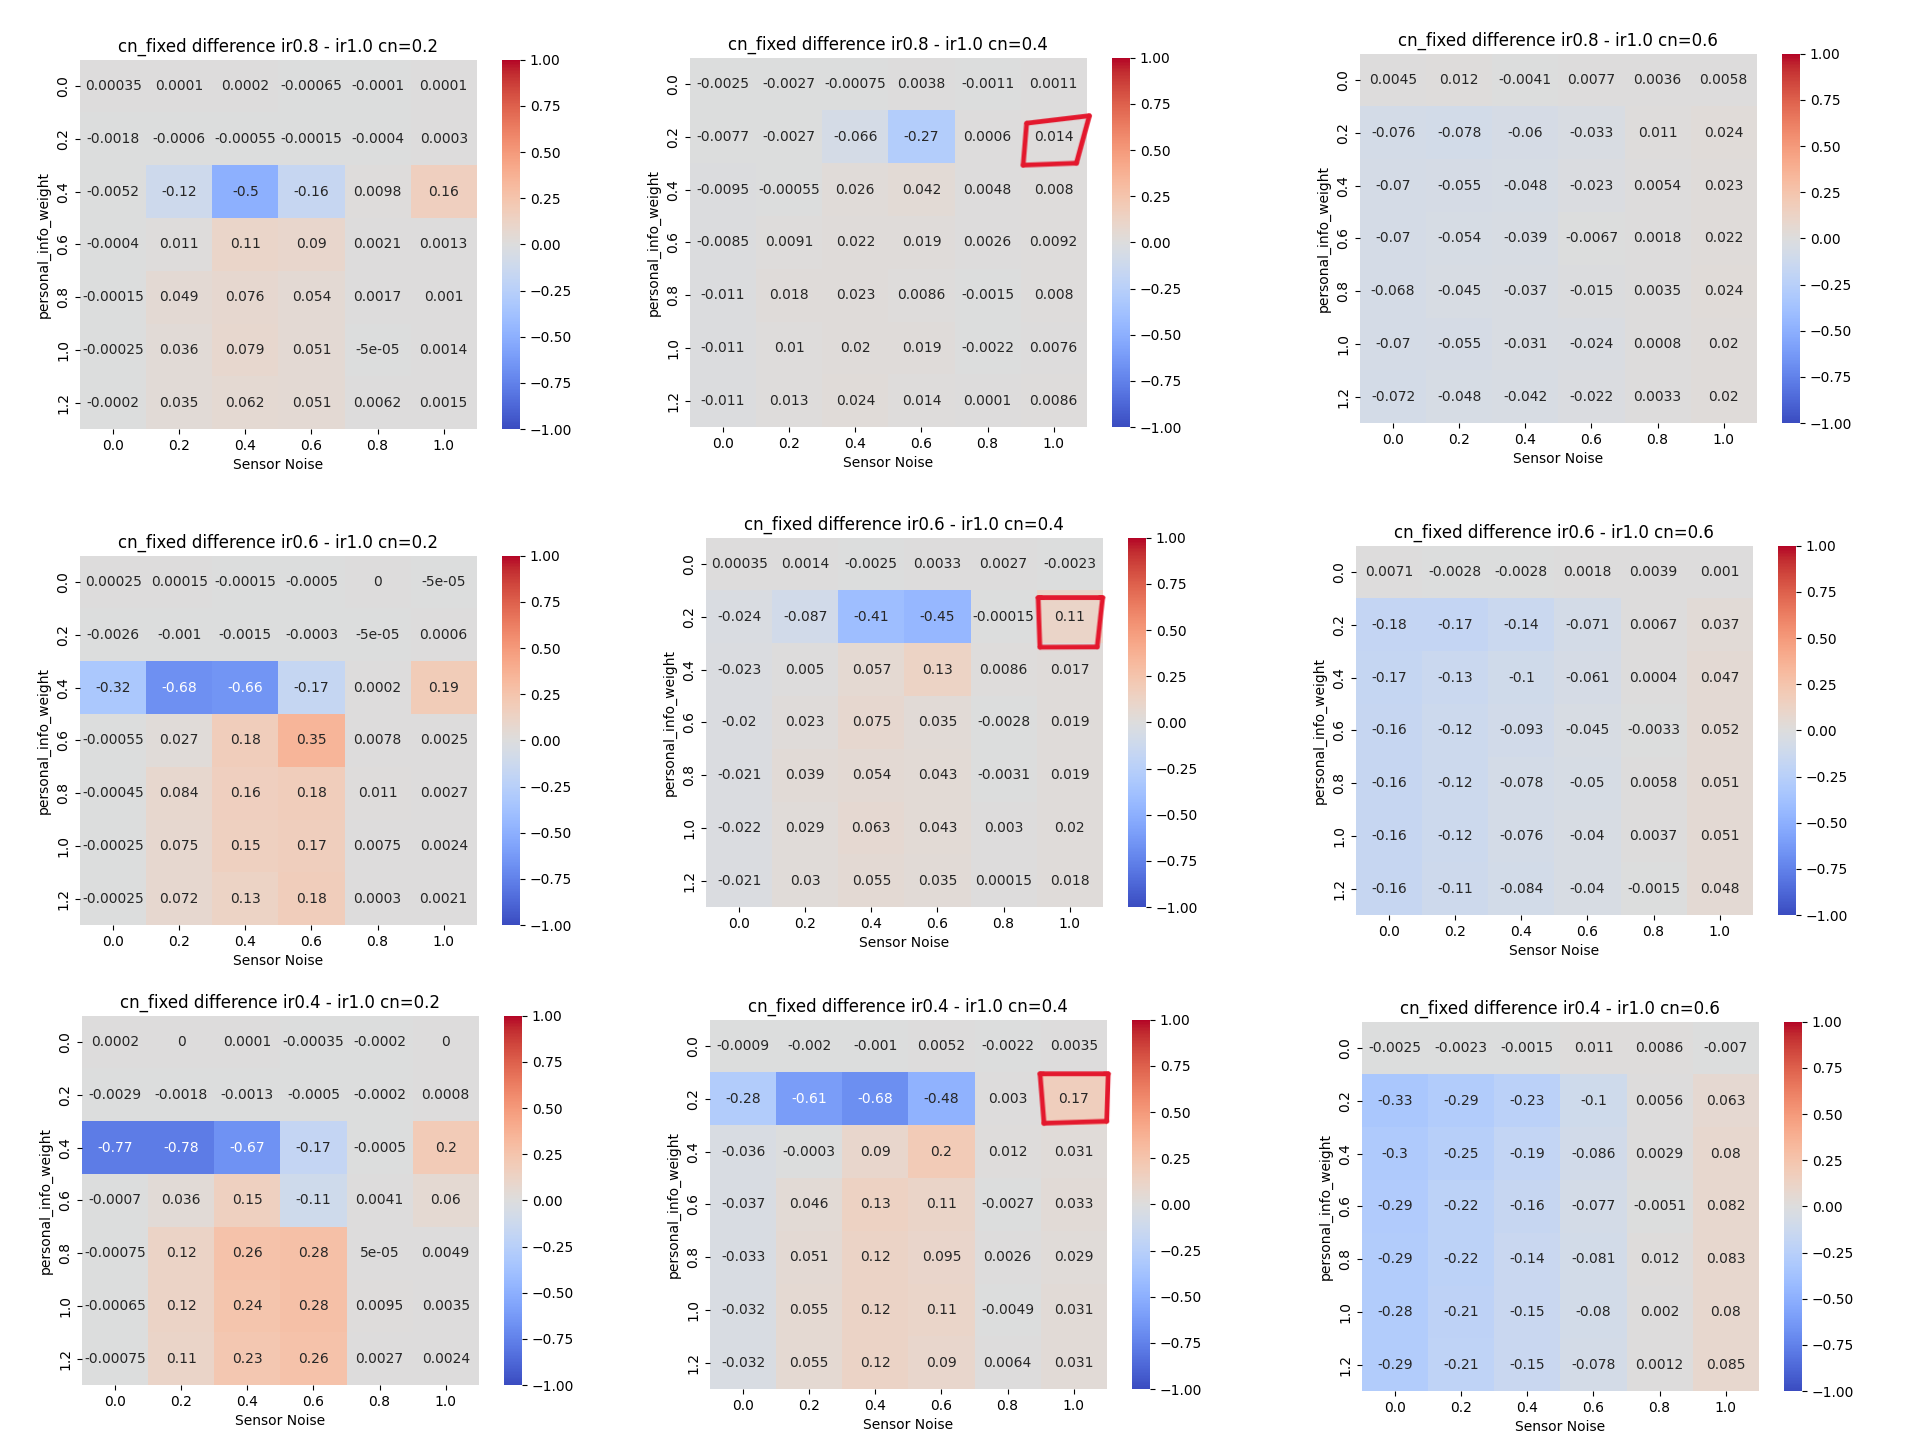 cn_fixed difference ir0.8 - ir1.0 cn=0.2
0.0 0.00035 0.0001 0.0002 -0.00065 -0.0001 0.0001
0.2 -0.0018 -0.0006 -0.00055 -0.00015 -0.0004 0.0003
0.4 -0.0052 -0.12 -0.5 -0.16 0.0098 0.16
0.6 -0.0004 0.011 0.11 0.09 0.0021 0.0013
0.8 -0.00015 0.049 0.076 0.054 0.0017 0.001
1.0 -0.00025 0.036 0.079 0.051 -5e-05 0.0014
1.2 -0.0002 0.035 0.062 0.051 0.0062 0.0015
0.0 0.2 0.4 0.6 0.8 1.0
Sensor Noise
personal_info_weight
1.00
0.75
0.50
0.25
0.00
−0.25
−0.50
−0.75
−1.00
cn_fixed difference ir0.8 - ir1.0 cn=0.4
0.0 -0.0025 -0.0027 -0.00075 0.0038 -0.0011 0.0011
0.2 -0.0077 -0.0027 -0.066 -0.27 0.0006 0.014
0.4 -0.0095 -0.00055 0.026 0.042 0.0048 0.008
0.6 -0.0085 0.0091 0.022 0.019 0.0026 0.0092
0.8 -0.011 0.018 0.023 0.0086 -0.0015 0.008
1.0 -0.011 0.01 0.02 0.019 -0.0022 0.0076
1.2 -0.011 0.013 0.024 0.014 0.0001 0.0086
0.0 0.2 0.4 0.6 0.8 1.0
Sensor Noise
personal_info_weight
1.00
0.75
0.50
0.25
0.00
−0.25
−0.50
−0.75
−1.00
cn_fixed difference ir0.8 - ir1.0 cn=0.6
0.0 0.0045 0.012 -0.0041 0.0077 0.0036 0.0058
0.2 -0.076 -0.078 -0.06 -0.033 0.011 0.024
0.4 -0.07 -0.055 -0.048 -0.023 0.0054 0.023
0.6 -0.07 -0.054 -0.039 -0.0067 0.0018 0.022
0.8 -0.068 -0.045 -0.037 -0.015 0.0035 0.024
1.0 -0.07 -0.055 -0.031 -0.024 0.0008 0.02
1.2 -0.072 -0.048 -0.042 -0.022 0.0033 0.02
0.0 0.2 0.4 0.6 0.8 1.0
Sensor Noise
personal_info_weight
1.00
0.75
0.50
0.25
0.00
−0.25
−0.50
−0.75
−1.00
cn_fixed difference ir0.6 - ir1.0 cn=0.2
0.0 0.00025 0.00015 -0.00015 -0.0005 0 -5e-05
0.2 -0.0026 -0.001 -0.0015 -0.0003 -5e-05 0.0006
0.4 -0.32 -0.68 -0.66 -0.17 0.0002 0.19
0.6 -0.00055 0.027 0.18 0.35 0.0078 0.0025
0.8 -0.00045 0.084 0.16 0.18 0.011 0.0027
1.0 -0.00025 0.075 0.15 0.17 0.0075 0.0024
1.2 -0.00025 0.072 0.13 0.18 0.0003 0.0021
0.0 0.2 0.4 0.6 0.8 1.0
Sensor Noise
personal_info_weight
1.00
0.75
0.50
0.25
0.00
−0.25
−0.50
−0.75
−1.00
cn_fixed difference ir0.6 - ir1.0 cn=0.4
0.0 0.00035 0.0014 -0.0025 0.0033 0.0027 -0.0023
0.2 -0.024 -0.087 -0.41 -0.45 -0.00015 0.11
0.4 -0.023 0.005 0.057 0.13 0.0086 0.017
0.6 -0.02 0.023 0.075 0.035 -0.0028 0.019
0.8 -0.021 0.039 0.054 0.043 -0.0031 0.019
1.0 -0.022 0.029 0.063 0.043 0.003 0.02
1.2 -0.021 0.03 0.055 0.035 0.00015 0.018
0.0 0.2 0.4 0.6 0.8 1.0
Sensor Noise
personal_info_weight
1.00
0.75
0.50
0.25
0.00
−0.25
−0.50
−0.75
−1.00
cn_fixed difference ir0.6 - ir1.0 cn=0.6
0.0 0.0071 -0.0028 -0.0028 0.0018 0.0039 0.001
0.2 -0.18 -0.17 -0.14 -0.071 0.0067 0.037
0.4 -0.17 -0.13 -0.1 -0.061 0.0004 0.047
0.6 -0.16 -0.12 -0.093 -0.045 -0.0033 0.052
0.8 -0.16 -0.12 -0.078 -0.05 0.0058 0.051
1.0 -0.16 -0.12 -0.076 -0.04 0.0037 0.051
1.2 -0.16 -0.11 -0.084 -0.04 -0.0015 0.048
0.0 0.2 0.4 0.6 0.8 1.0
Sensor Noise
personal_info_weight
1.00
0.75
0.50
0.25
0.00
−0.25
−0.50
−0.75
−1.00
cn_fixed difference ir0.4 - ir1.0 cn=0.2
0.0 0.0002 0 0.0001 -0.00035 -0.0002 0
0.2 -0.0029 -0.0018 -0.0013 -0.0005 -0.0002 0.0008
0.4 -0.77 -0.78 -0.67 -0.17 -0.0005 0.2
0.6 -0.0007 0.036 0.15 -0.11 0.0041 0.06
0.8 -0.00075 0.12 0.26 0.28 5e-05 0.0049
1.0 -0.00065 0.12 0.24 0.28 0.0095 0.0035
1.2 -0.00075 0.11 0.23 0.26 0.0027 0.0024
0.0 0.2 0.4 0.6 0.8 1.0
Sensor Noise
personal_info_weight
1.00
0.75
0.50
0.25
0.00
−0.25
−0.50
−0.75
−1.00
cn_fixed difference ir0.4 - ir1.0 cn=0.4
0.0 -0.0009 -0.002 -0.001 0.0052 -0.0022 0.0035
0.2 -0.28 -0.61 -0.68 -0.48 0.003 0.17
0.4 -0.036 -0.0003 0.09 0.2 0.012 0.031
0.6 -0.037 0.046 0.13 0.11 -0.0027 0.033
0.8 -0.033 0.051 0.12 0.095 0.0026 0.029
1.0 -0.032 0.055 0.12 0.11 -0.0049 0.031
1.2 -0.032 0.055 0.12 0.09 0.0064 0.031
0.0 0.2 0.4 0.6 0.8 1.0
Sensor Noise
personal_info_weight
1.00
0.75
0.50
0.25
0.00
−0.25
−0.50
−0.75
−1.00
cn_fixed difference ir0.4 - ir1.0 cn=0.6
0.0 -0.0025 -0.0023 -0.0015 0.011 0.0086 -0.007
0.2 -0.33 -0.29 -0.23 -0.1 0.0056 0.063
0.4 -0.3 -0.25 -0.19 -0.086 0.0029 0.08
0.6 -0.29 -0.22 -0.16 -0.077 -0.0051 0.082
0.8 -0.29 -0.22 -0.14 -0.081 0.012 0.083
1.0 -0.28 -0.21 -0.15 -0.08 0.002 0.08
1.2 -0.29 -0.21 -0.15 -0.078 0.0012 0.085
0.0 0.2 0.4 0.6 0.8 1.0
Sensor Noise
personal_info_weight
1.00
0.75
0.50
0.25
0.00
−0.25
−0.50
−0.75
−1.00